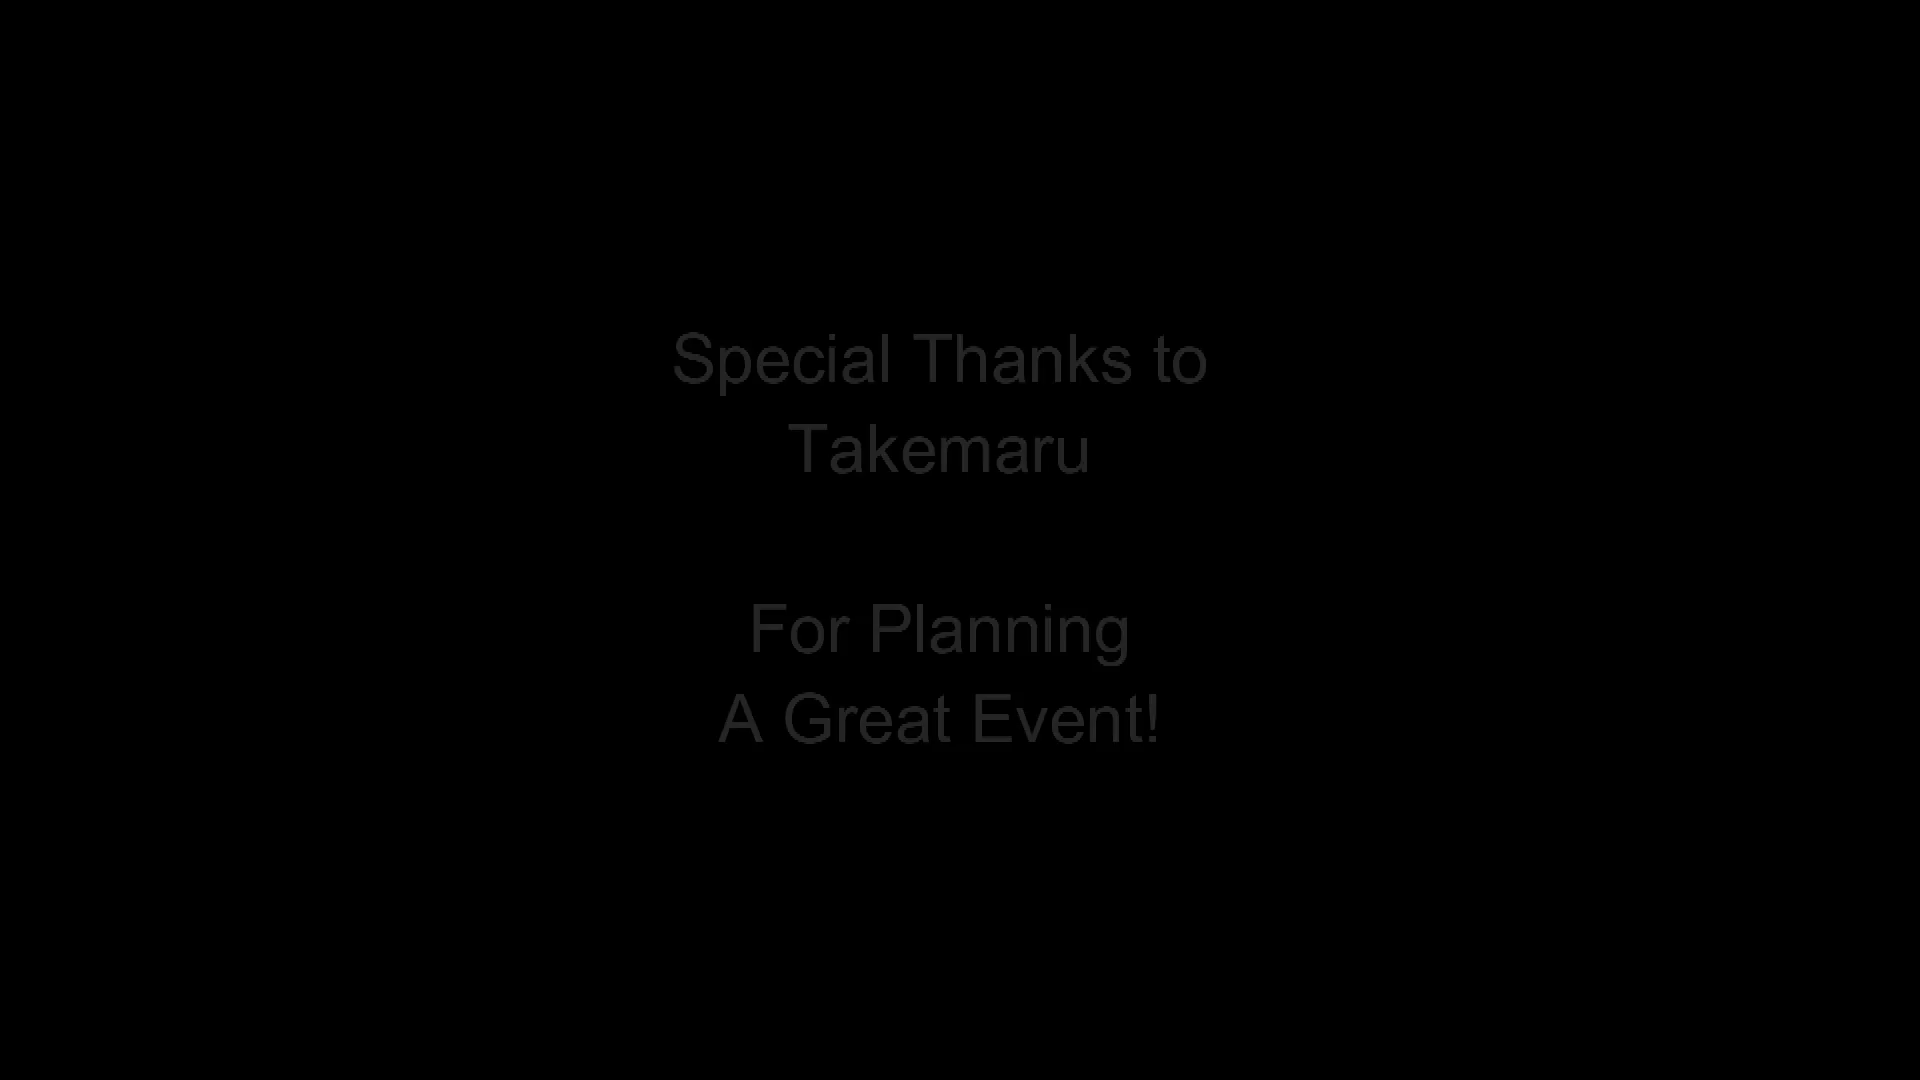 Special Thanks to
Takemaru
For Planning
A Great Event!